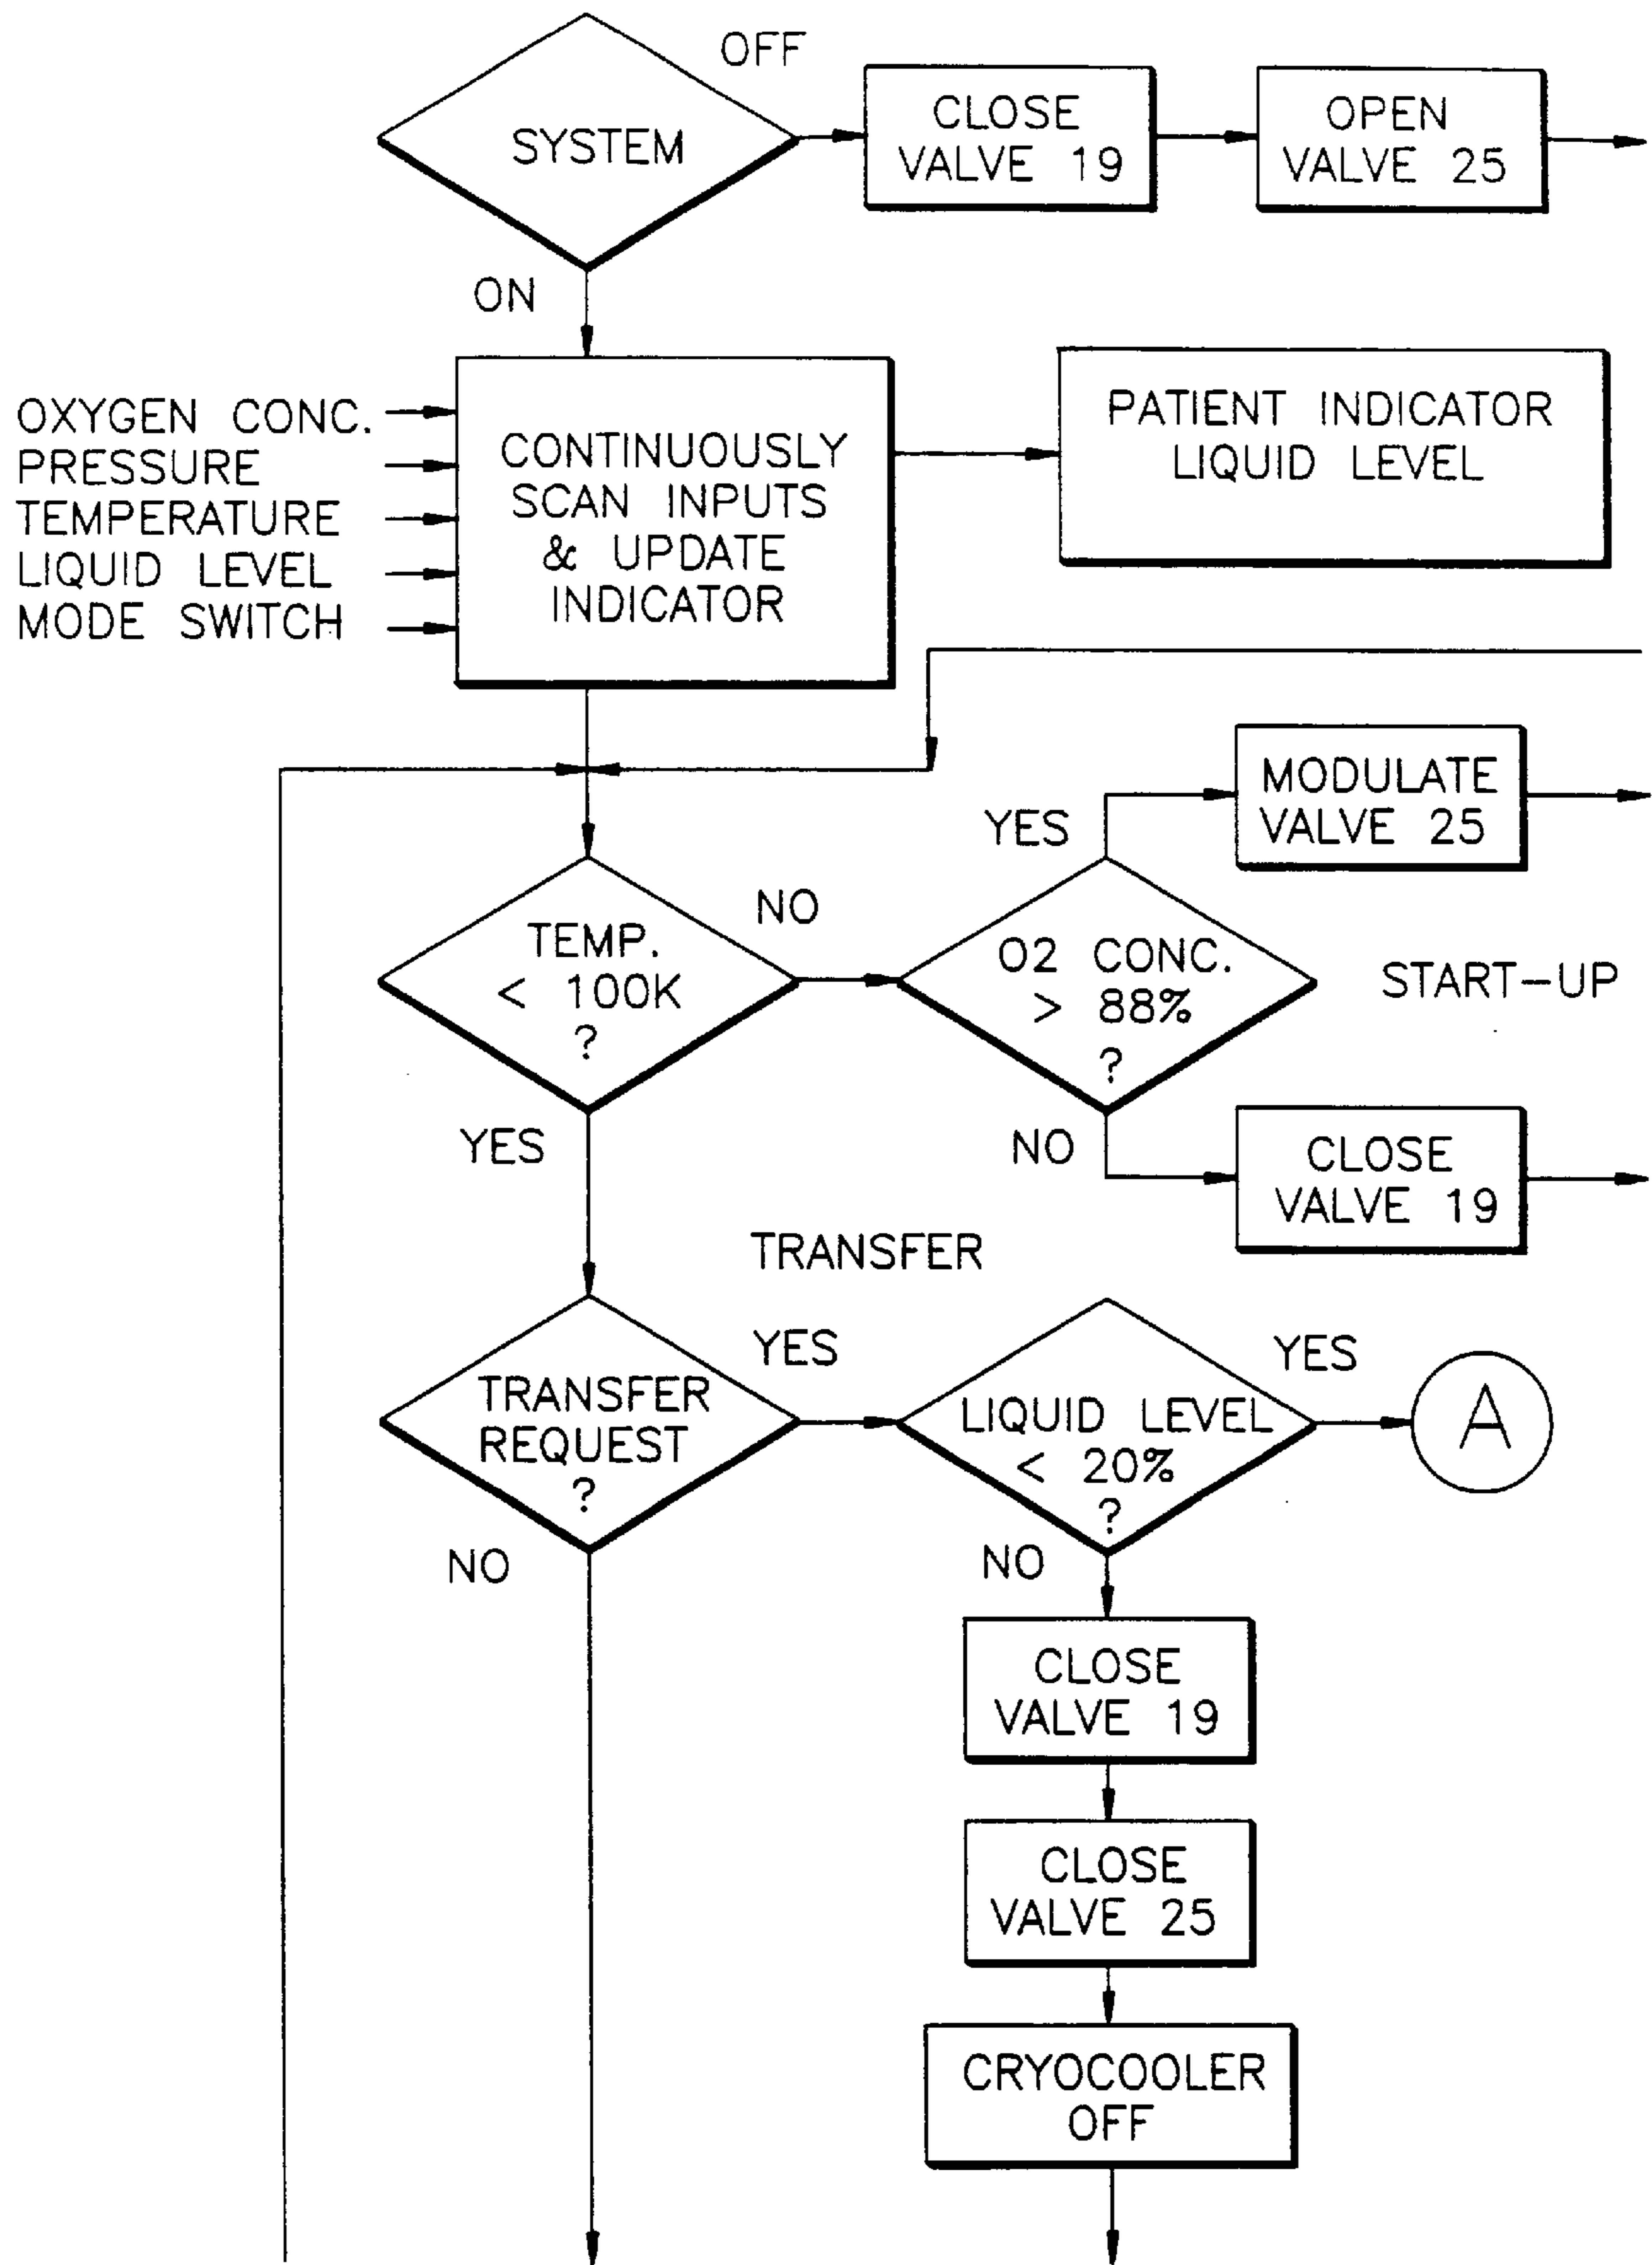 OFF
SYSTEM
CLOSE
VALVE 19
OPEN
VALVE 25
ON
OXYGEN CONC.
PRESSURE
TEMPERATURE
LIQUID LEVEL
MODE SWITCH
CONTINUOUSLY
SCAN INPUTS
& UPDATE
INDICATOR
PATIENT INDICATOR
LIQUID LEVEL
MODULATE
VALVE 25
YES
NO
TEMP.
< 100K
?
O2 CONC.
> 88%
?
START-UP
YES
NO
CLOSE
VALVE 19
TRANSFER
YES
YES
TRANSFER
REQUEST
?
LIQUID LEVEL
< 20%
?
A
NO
NO
CLOSE
VALVE 19
CLOSE
VALVE 25
CRYOCOOLER
OFF